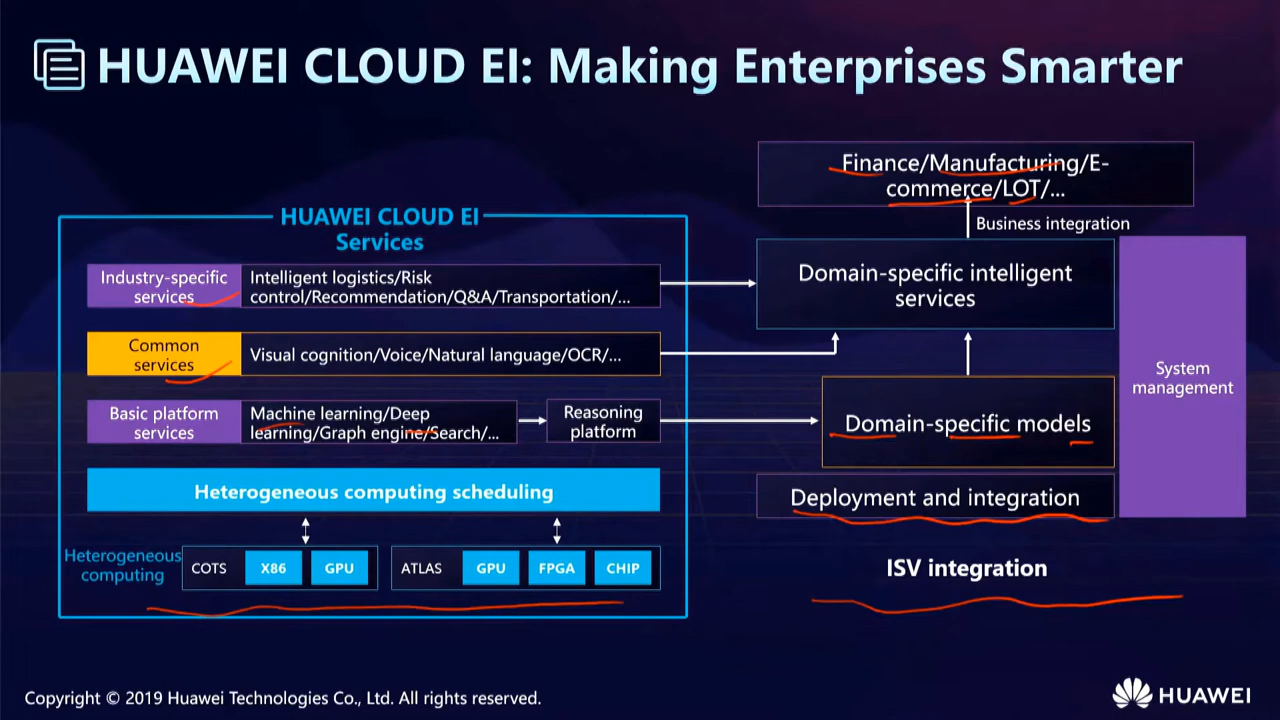 HUAWEI CLOUD EI: Making Enterprises Smarter
Finance/Manufacturing/E-
commerce/LOT/...
Business integration
HUAWEI CLOUD EI
Services
Industry-specific
services
Intelligent logistics/Risk
control/Recommendation/Q&A/Transportation/...
Common
services
Visual cognition/Voice/Natural language/OCR/...
Basic platform
services
Machine learning/Deep
learning/Graph engine/Search/...
Reasoning
platform
Heterogeneous computing scheduling
Heterogeneous
computing
COTS
X86
GPU
ATLAS
GPU
FPGA
CHIP
Domain-specific intelligent
services
Domain-specific models
Deployment and integration
System
management
ISV integration
Copyright © 2019 Huawei Technologies Co., Ltd. All rights reserved.
HUAWEI